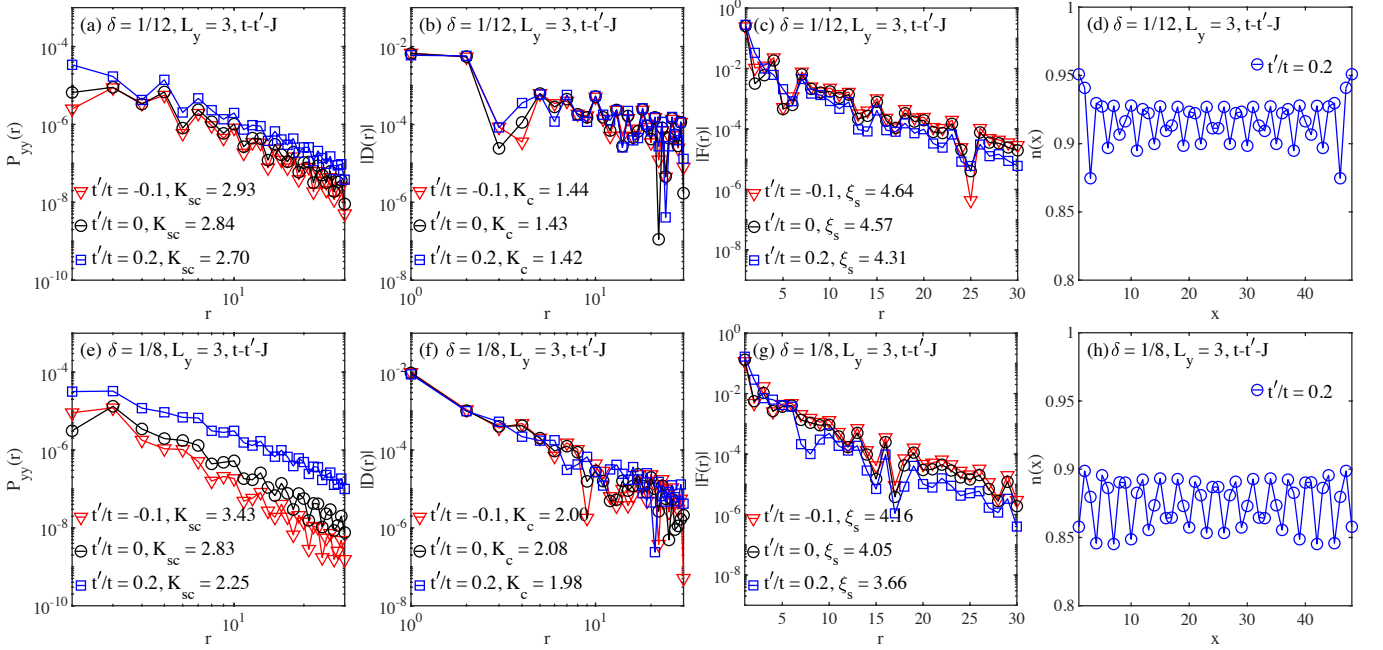 (a) δ = 1/12, L_y = 3, t-t′-J
10^-4
10^-6
10^-8
10^-10
P_yy(r)
t′/t = -0.1, K_sc = 2.93
t′/t = 0, K_sc = 2.84
t′/t = 0.2, K_sc = 2.70
10^1
r
(b) δ = 1/12, L_y = 3, t-t′-J
10^0
10^-2
10^-4
10^-6
10^-8
|D(r)|
t′/t = -0.1, K_c = 1.44
t′/t = 0, K_c = 1.43
t′/t = 0.2, K_c = 1.42
10^0 10^1
r
(c) δ = 1/12, L_y = 3, t-t′-J
10^0
10^-2
10^-4
10^-6
10^-8
|F(r)|
t′/t = -0.1, ξ_s = 4.64
t′/t = 0, ξ_s = 4.57
t′/t = 0.2, ξ_s = 4.31
5 10 15 20 25 30
r
(d) δ = 1/12, L_y = 3, t-t′-J
t′/t = 0.2
1
0.95
0.9
0.85
0.8
n(x)
10 20 30 40
x
(e) δ = 1/8, L_y = 3, t-t′-J
10^-4
10^-6
10^-8
10^-10
P_yy(r)
t′/t = -0.1, K_sc = 3.43
t′/t = 0, K_sc = 2.83
t′/t = 0.2, K_sc = 2.25
10^1
r
(f) δ = 1/8, L_y = 3, t-t′-J
10^0
10^-2
10^-4
10^-6
10^-8
|D(r)|
t′/t = -0.1, K_c = 2.00
t′/t = 0, K_c = 2.08
t′/t = 0.2, K_c = 1.98
10^0 10^1
r
(g) δ = 1/8, L_y = 3, t-t′-J
10^0
10^-2
10^-4
10^-6
10^-8
|F(r)|
t′/t = -0.1, ξ_s = 4.16
t′/t = 0, ξ_s = 4.05
t′/t = 0.2, ξ_s = 3.66
5 10 15 20 25 30
r
(h) δ = 1/8, L_y = 3, t-t′-J
t′/t = 0.2
1
0.95
0.9
0.85
0.8
n(x)
10 20 30 40
x